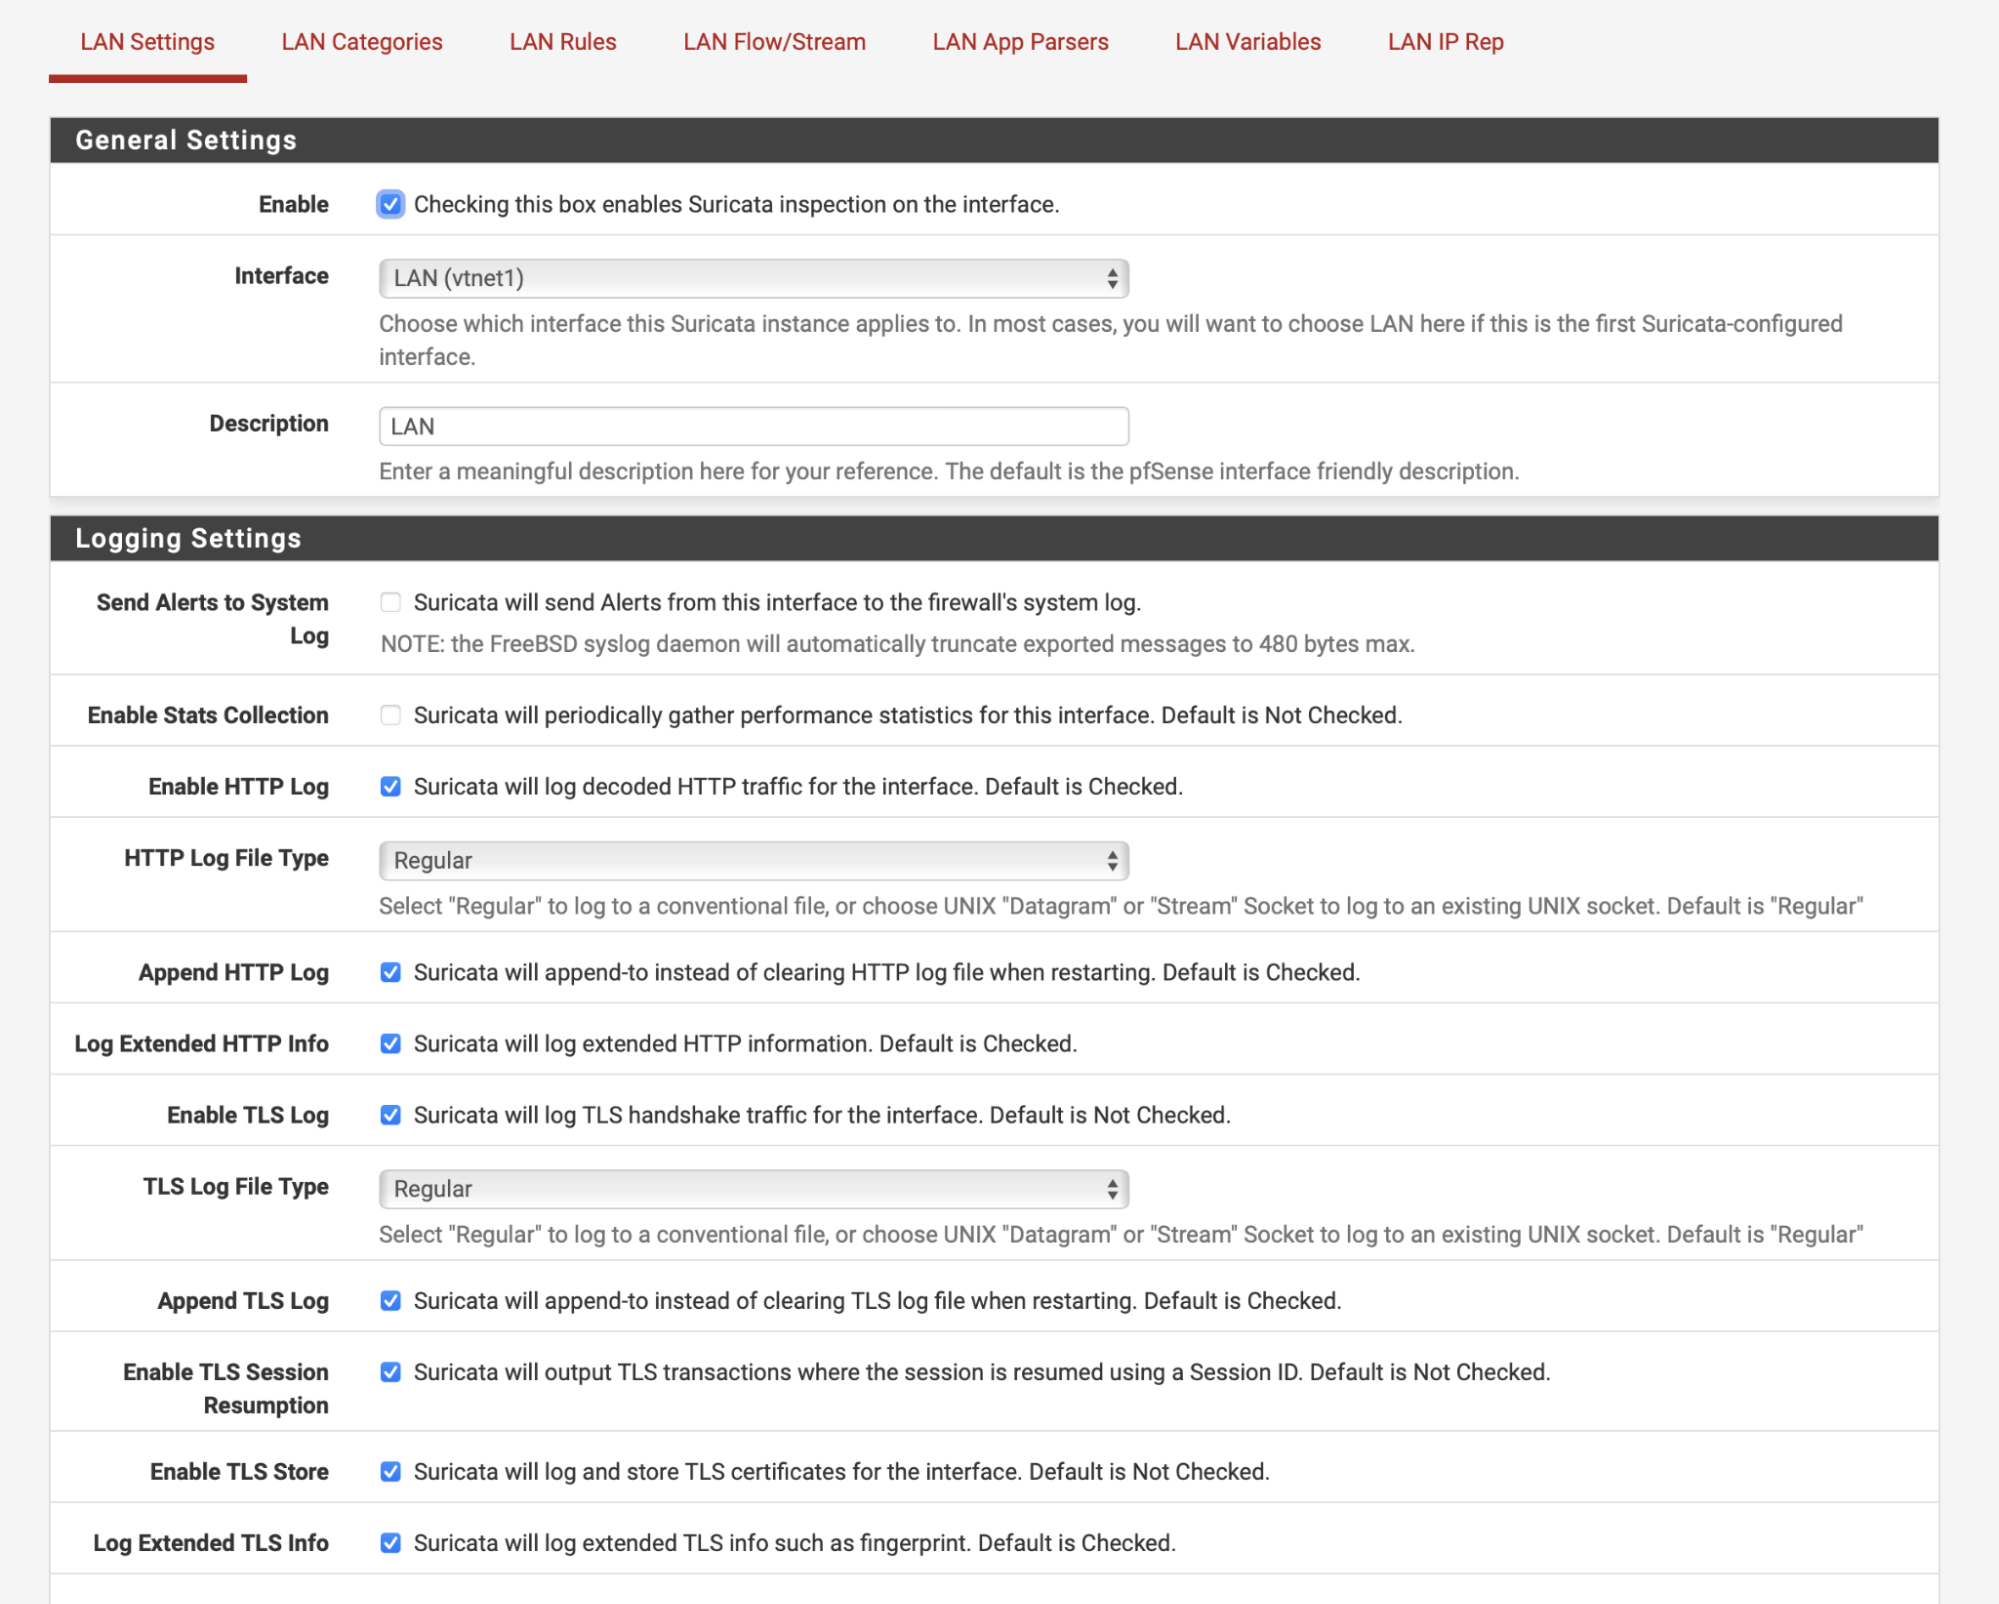 LAN Settings LAN Categories LAN Rules LAN Flow/Stream LAN App Parsers LAN Variables LAN IP Rep
General Settings
Enable Checking this box enables Suricata inspection on the interface.
Interface LAN (vtnet1)
Choose which interface this Suricata instance applies to. In most cases, you will want to choose LAN here if this is the first Suricata-configured
interface.
Description LAN
Enter a meaningful description here for your reference. The default is the pfSense interface friendly description.
Logging Settings
Send Alerts to System Log Suricata will send Alerts from this interface to the firewall's system log.
NOTE: the FreeBSD syslog daemon will automatically truncate exported messages to 480 bytes max.
Enable Stats Collection Suricata will periodically gather performance statistics for this interface. Default is Not Checked.
Enable HTTP Log Suricata will log decoded HTTP traffic for the interface. Default is Checked.
HTTP Log File Type Regular
Select "Regular" to log to a conventional file, or choose UNIX "Datagram" or "Stream" Socket to log to an existing UNIX socket. Default is "Regular"
Append HTTP Log Suricata will append-to instead of clearing HTTP log file when restarting. Default is Checked.
Log Extended HTTP Info Suricata will log extended HTTP information. Default is Checked.
Enable TLS Log Suricata will log TLS handshake traffic for the interface. Default is Not Checked.
TLS Log File Type Regular
Select "Regular" to log to a conventional file, or choose UNIX "Datagram" or "Stream" Socket to log to an existing UNIX socket. Default is "Regular"
Append TLS Log Suricata will append-to instead of clearing TLS log file when restarting. Default is Checked.
Enable TLS Session Resumption Suricata will output TLS transactions where the session is resumed using a Session ID. Default is Not Checked.
Enable TLS Store Suricata will log and store TLS certificates for the interface. Default is Not Checked.
Log Extended TLS Info Suricata will log extended TLS info such as fingerprint. Default is Checked.